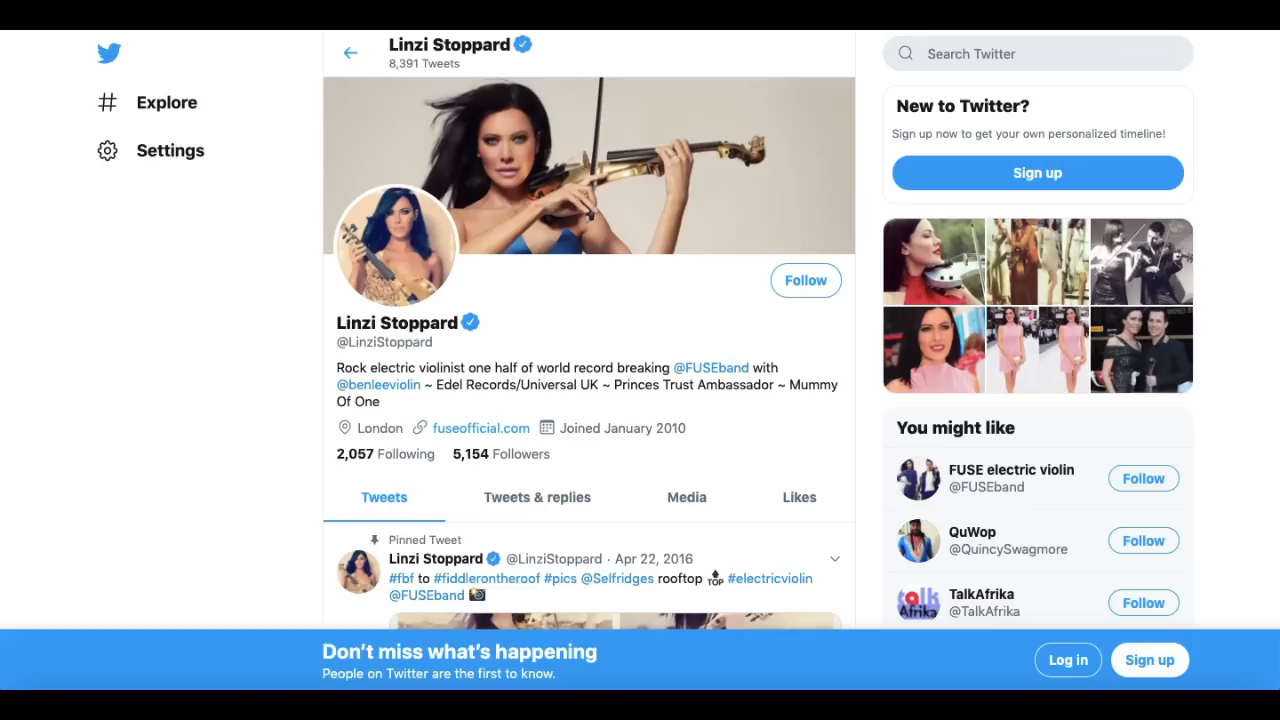 Linzi Stoppard
8,391 Tweets
Explore
Settings
Follow
Linzi Stoppard
@LinziStoppard
Rock electric violinist one half of world record breaking @FUSEband with
@benleeviolin ~ Edel Records/Universal UK ~ Princes Trust Ambassador ~ Mummy
Of One
London fuseofficial.com Joined January 2010
2,057 Following 5,154 Followers
Tweets Tweets & replies Media Likes
Pinned Tweet
Linzi Stoppard @LinziStoppard · Apr 22, 2016
#fbf to #fiddlerontheroof #pics @Selfridges rooftop TOP #electricviolin
@FUSEband
Search Twitter
New to Twitter?
Sign up now to get your own personalized timeline!
Sign up
You might like
FUSE electric violin
@FUSEband
Follow
QuWop
@QuincySwagmore
Follow
talk
Afrika
TalkAfrika
@TalkAfrika
Follow
Don't miss what's happening
People on Twitter are the first to know.
Log in
Sign up